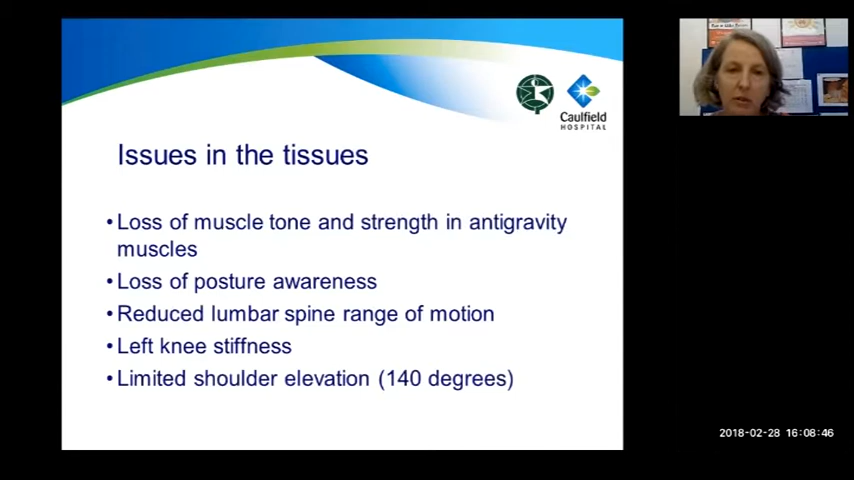 Caulfield
HOSPITAL
Issues in the tissues
•Loss of muscle tone and strength in antigravity
muscles
•Loss of posture awareness
•Reduced lumbar spine range of motion
•Left knee stiffness
•Limited shoulder elevation (140 degrees)
2018-02-28 16:08:46